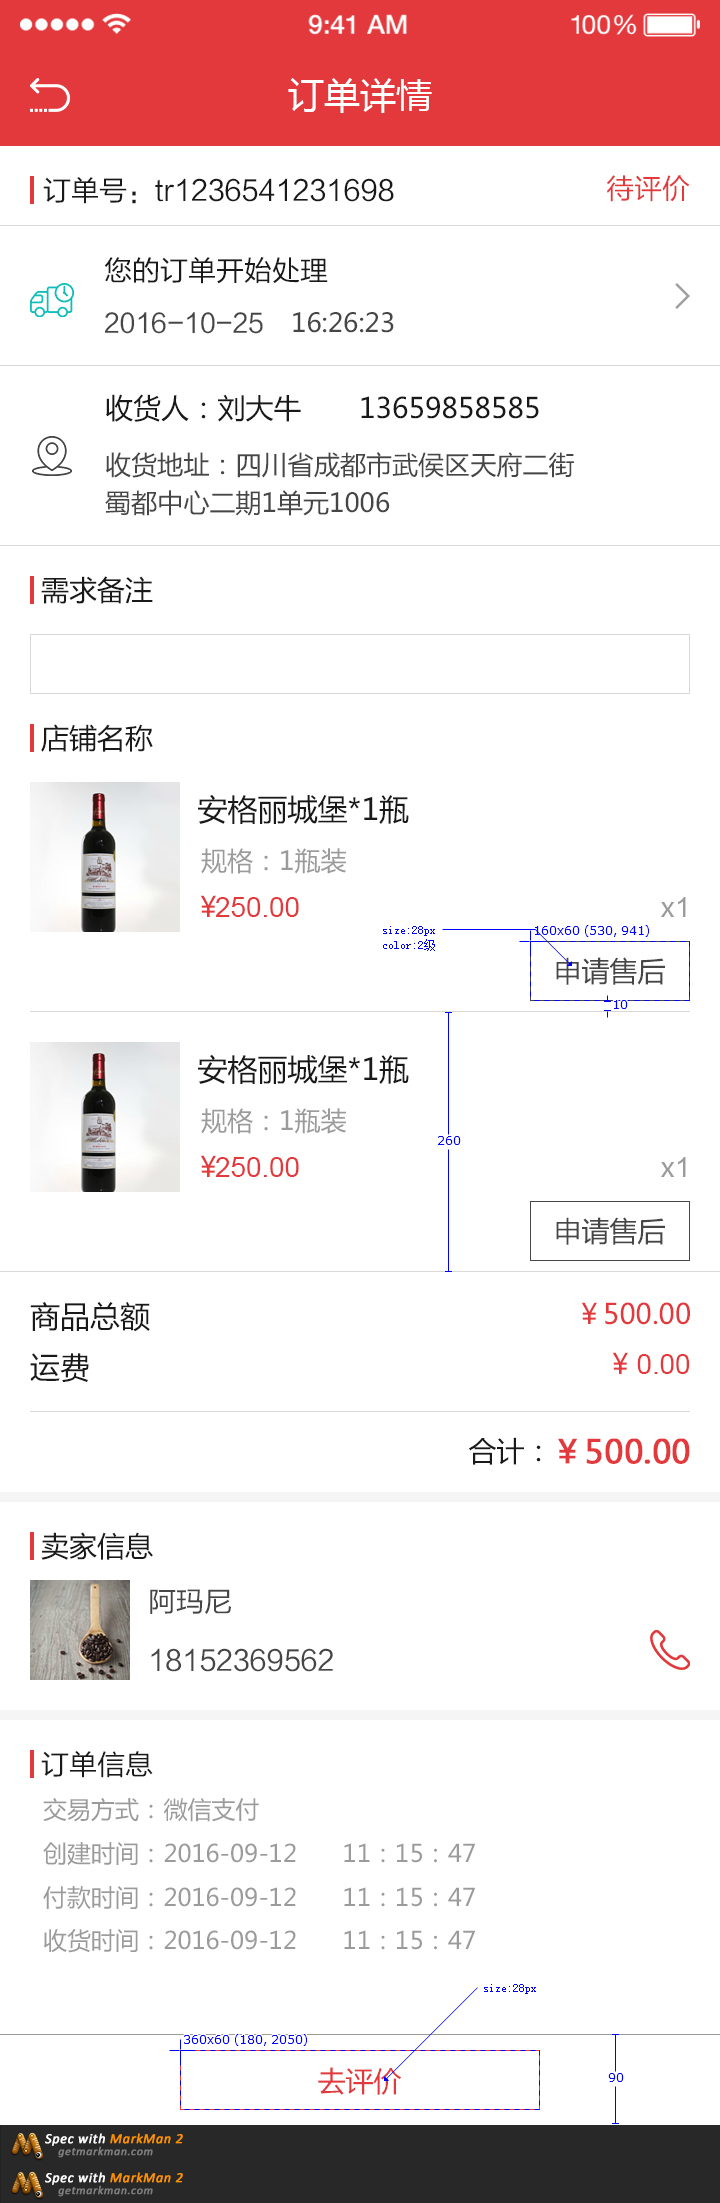 9:41 AM
100%
订单详情
订单号：tr1236541231698
待评价
您的订单开始处理
2016-10-25 16:26:23
收货人：刘大牛 13659858585
收货地址：四川省成都市武侯区天府二街
蜀都中心二期1单元1006
需求备注
店铺名称
安格丽城堡*1瓶
规格：1瓶装
¥250.00
x1
size:28px
color:2级
160x60 (530, 941)
申请售后
10
安格丽城堡*1瓶
规格：1瓶装
260
¥250.00
x1
申请售后
商品总额
¥500.00
运费
¥ 0.00
合计：¥500.00
卖家信息
阿玛尼
18152369562
订单信息
交易方式：微信支付
创建时间：2016-09-12 11：15：47
付款时间：2016-09-12 11：15：47
收货时间：2016-09-12 11：15：47
size:28px
360x60 (180, 2050)
去评价
90
Spec with MarkMan 2
getmarkman.com
Spec with MarkMan 2
getmarkman.com